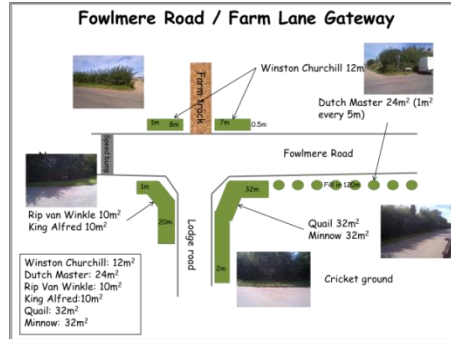 Fowlmere Road / Farm Lane Gateway
Winston Churchill 12m
Farm track
1m
6m
7m
0.5m
Dutch Master 24m² (1m²
every 5m)
Speed bump
Fowlmere Road
1m
32m
Fill in 120m
Rip van Winkle 10m²
King Alfred 10m²
20m
Lodge road
Quail 32m²
Minnow 32m²
2m
Cricket ground
Winston Churchill: 12m²
Dutch Master: 24m²
Rip van Winkle: 10m²
King Alfred:10m²
Quail: 32m²
Minnow: 32m²